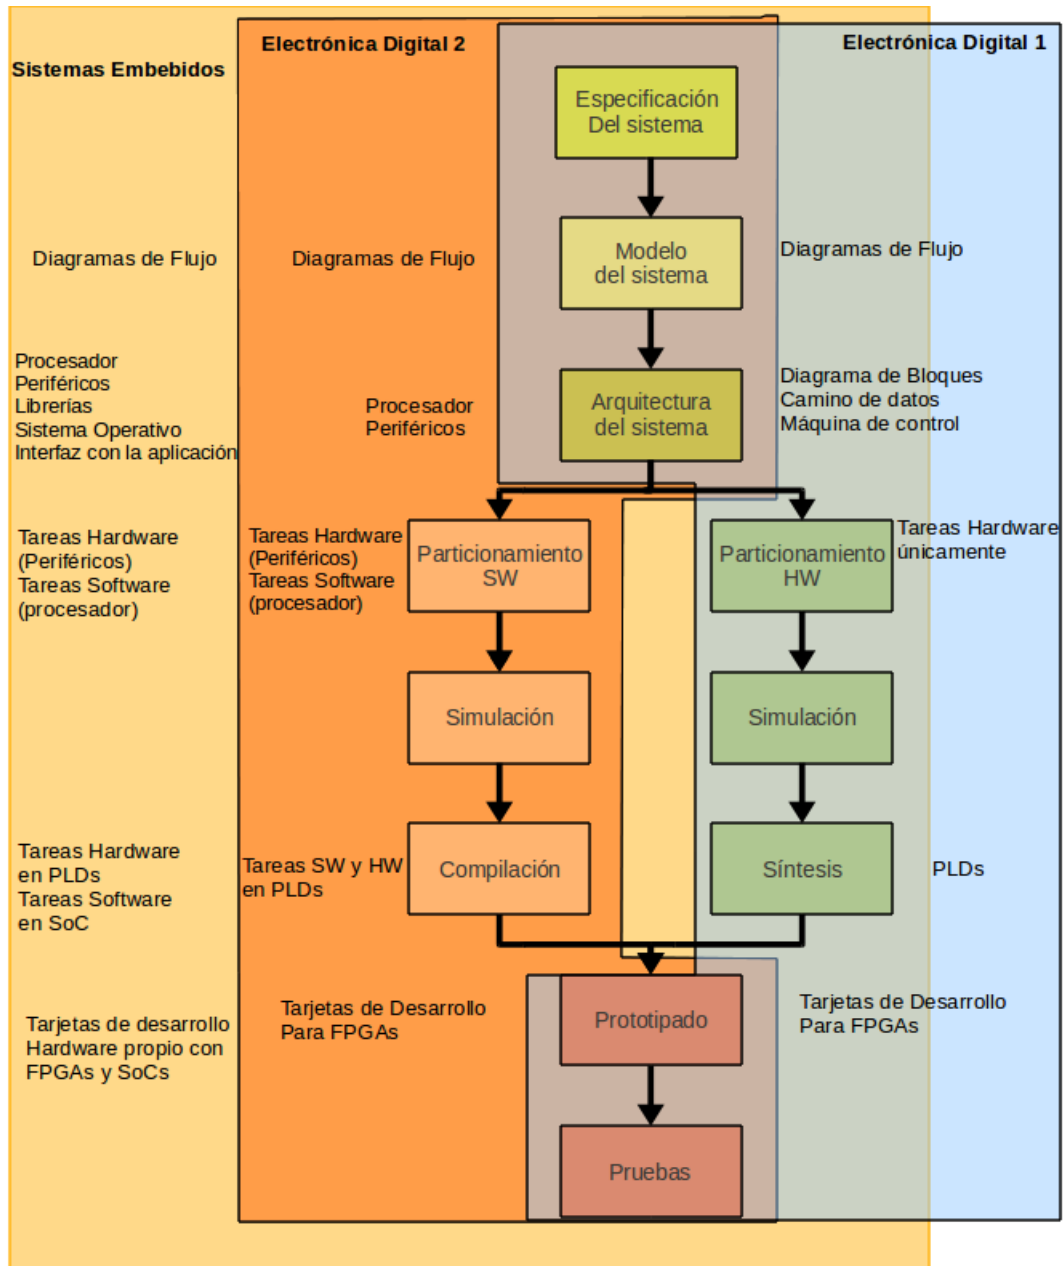 Electrónica Digital 2
Electrónica Digital 1
Sistemas Embebidos
Especificación
Del sistema
Diagramas de Flujo
Diagramas de Flujo
Modelo
del sistema
Diagramas de Flujo
Procesador
Periféricos
Librerías
Sistema Operativo
Interfaz con la aplicación
Procesador
Periféricos
Arquitectura
del sistema
Diagrama de Bloques
Camino de datos
Máquina de control
Tareas Hardware
(Periféricos)
Tareas Software
(procesador)
Tareas Hardware
(Periféricos)
Tareas Software
(procesador)
Particionamiento
SW
Particionamiento
HW
Tareas Hardware
únicamente
Simulación
Simulación
Tareas Hardware
en PLDs
Tareas Software
en SoC
Tareas SW y HW
en PLDs
Compilación
Síntesis
PLDs
Tarjetas de desarrollo
Hardware propio con
FPGAs y SoCs
Tarjetas de Desarrollo
Para FPGAs
Prototipado
Tarjetas de Desarrollo
Para FPGAs
Pruebas